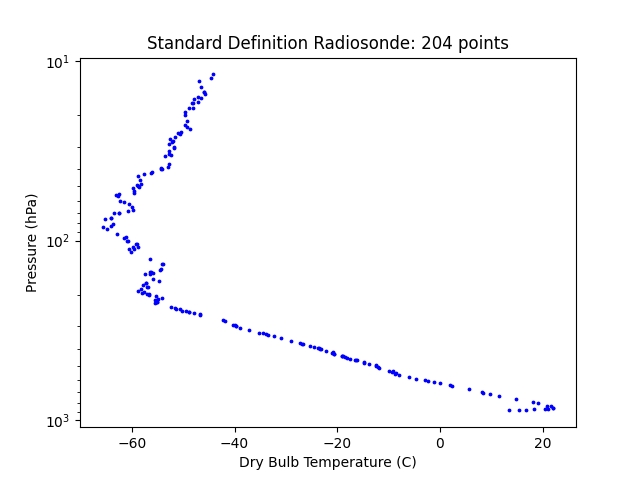 Standard Definition Radiosonde: 204 points
10¹
10²
10³
Pressure (hPa)
−60
−40
−20
0
20
Dry Bulb Temperature (C)